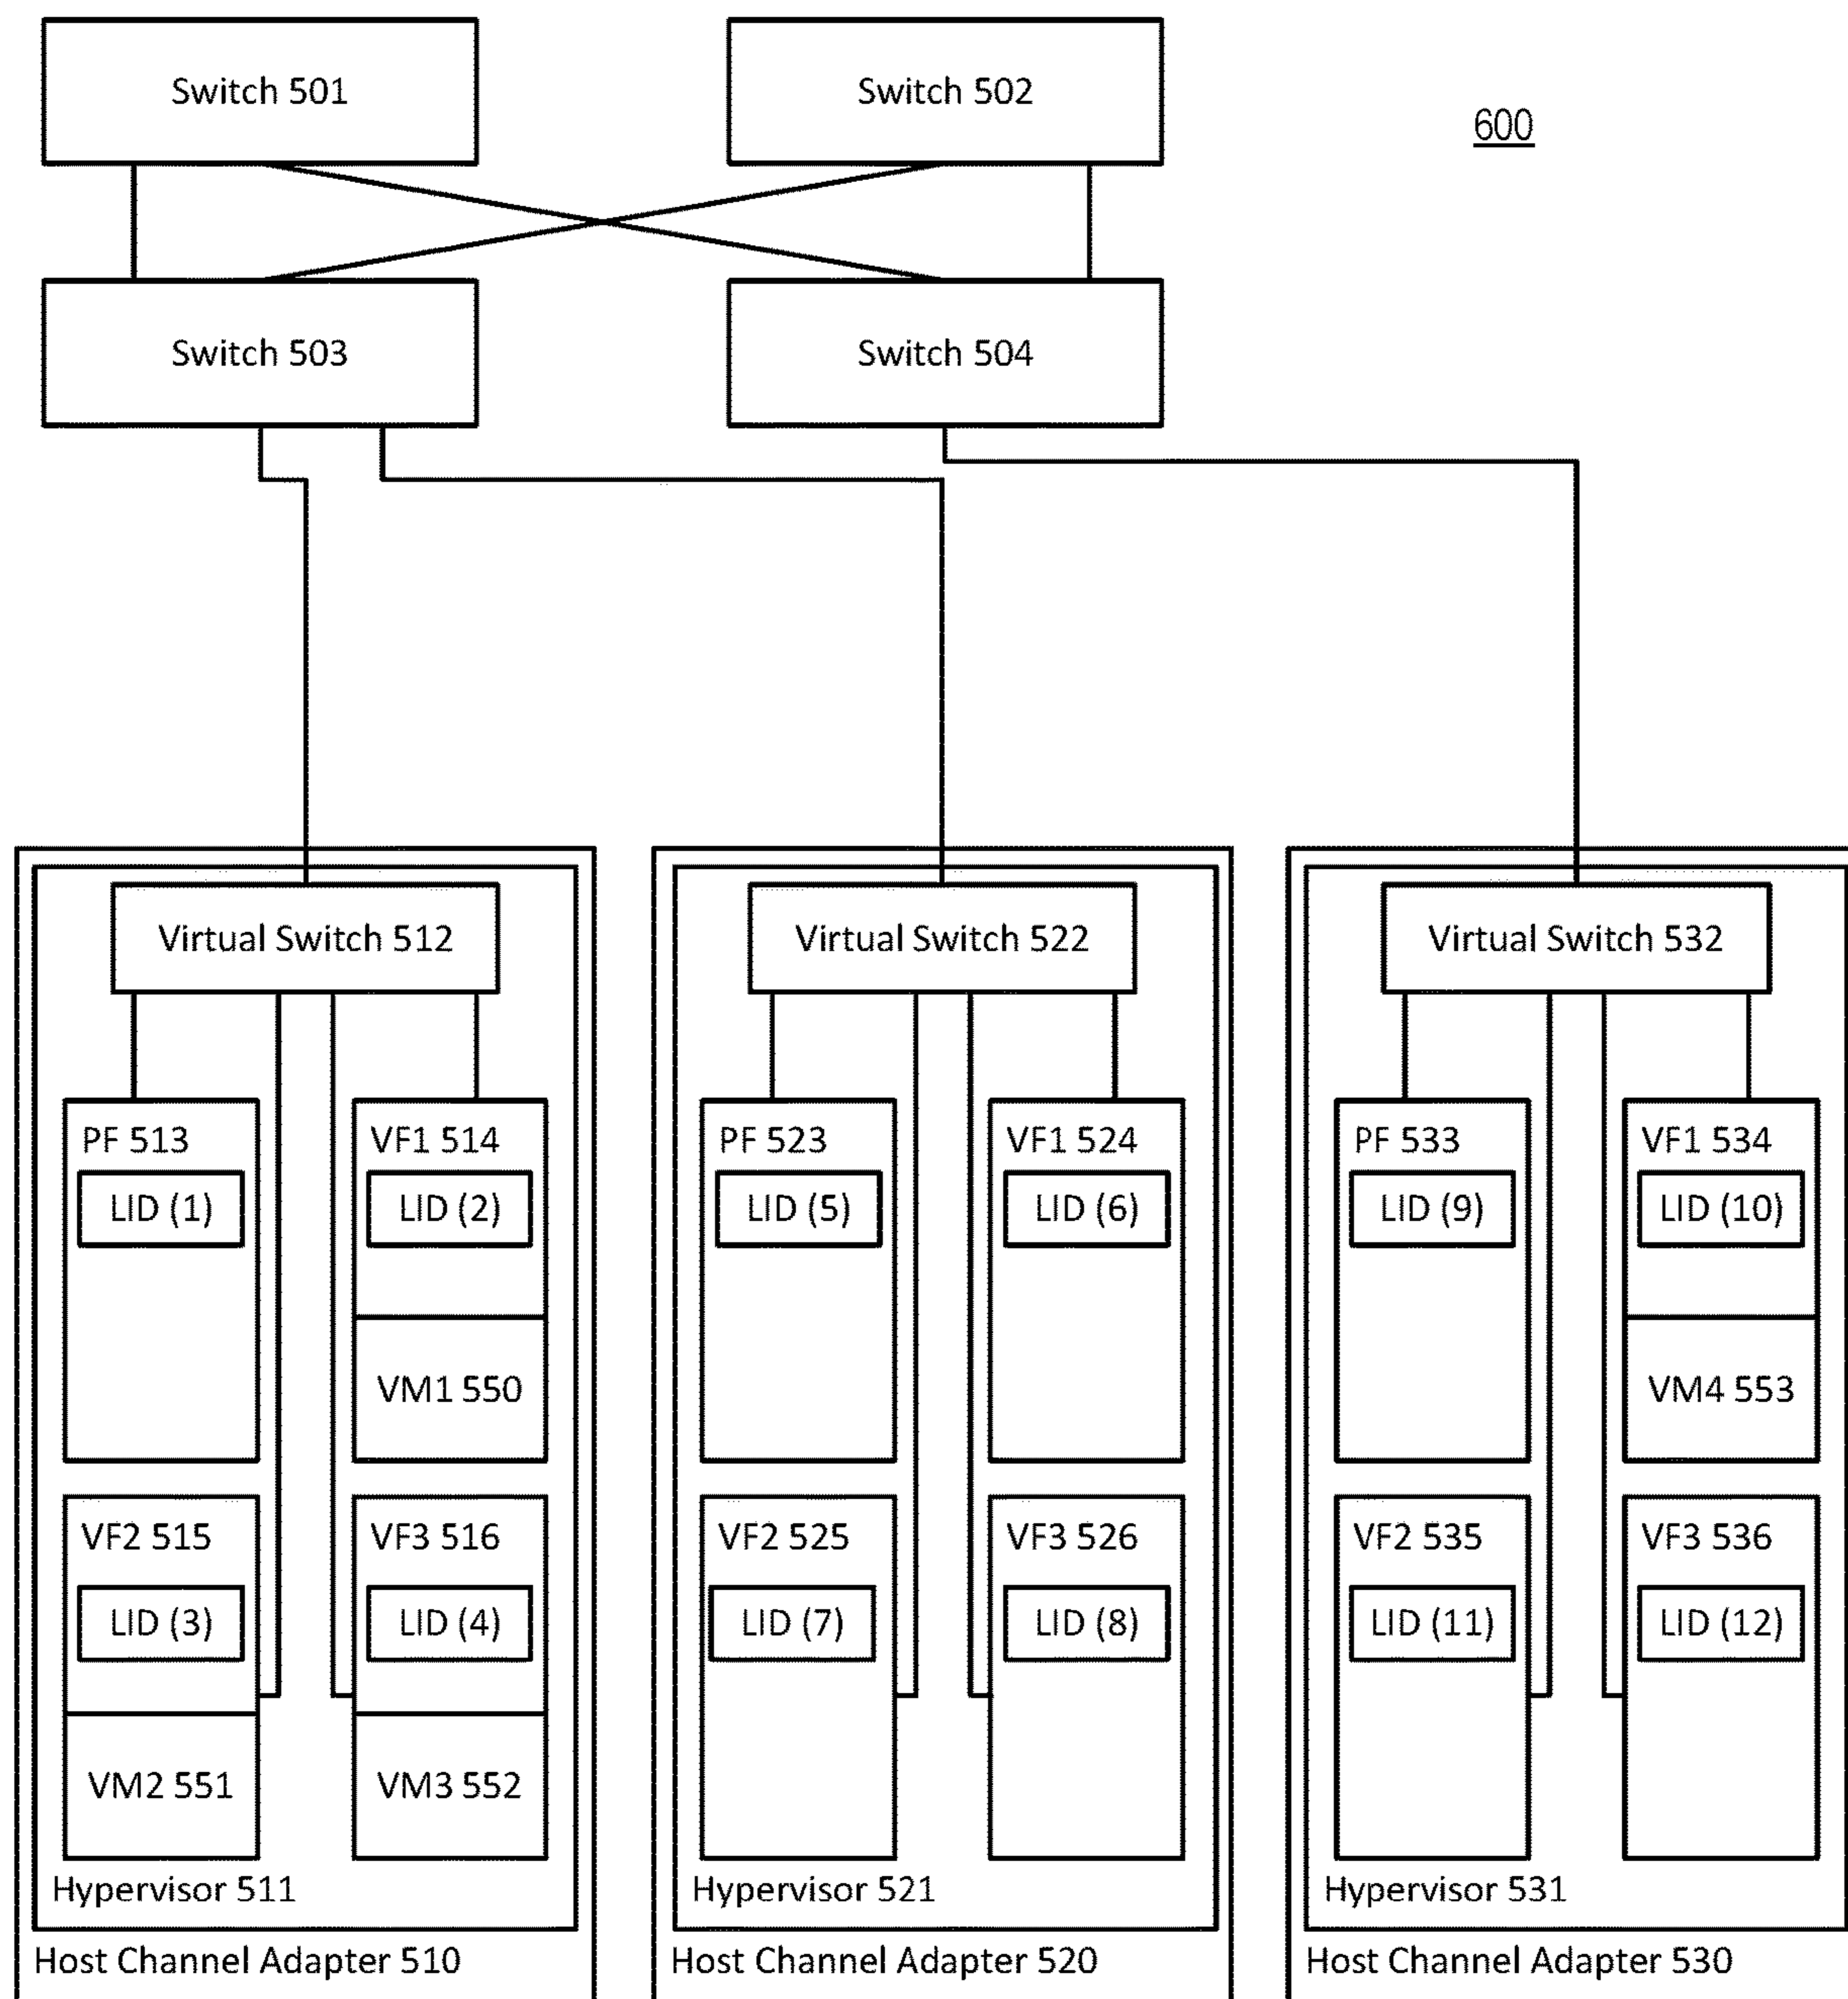 Switch 501
Switch 502
600
Switch 503
Switch 504
Virtual Switch 512
Virtual Switch 522
Virtual Switch 532
PF 513
LID (1)
VF1 514
LID (2)
VM1 550
PF 523
LID (5)
VF1 524
LID (6)
PF 533
LID (9)
VF1 534
LID (10)
VM4 553
VF2 515
LID (3)
VM2 551
VF3 516
LID (4)
VM3 552
VF2 525
LID (7)
VF3 526
LID (8)
VF2 535
LID (11)
VF3 536
LID (12)
Hypervisor 511
Hypervisor 521
Hypervisor 531
Host Channel Adapter 510
Host Channel Adapter 520
Host Channel Adapter 530